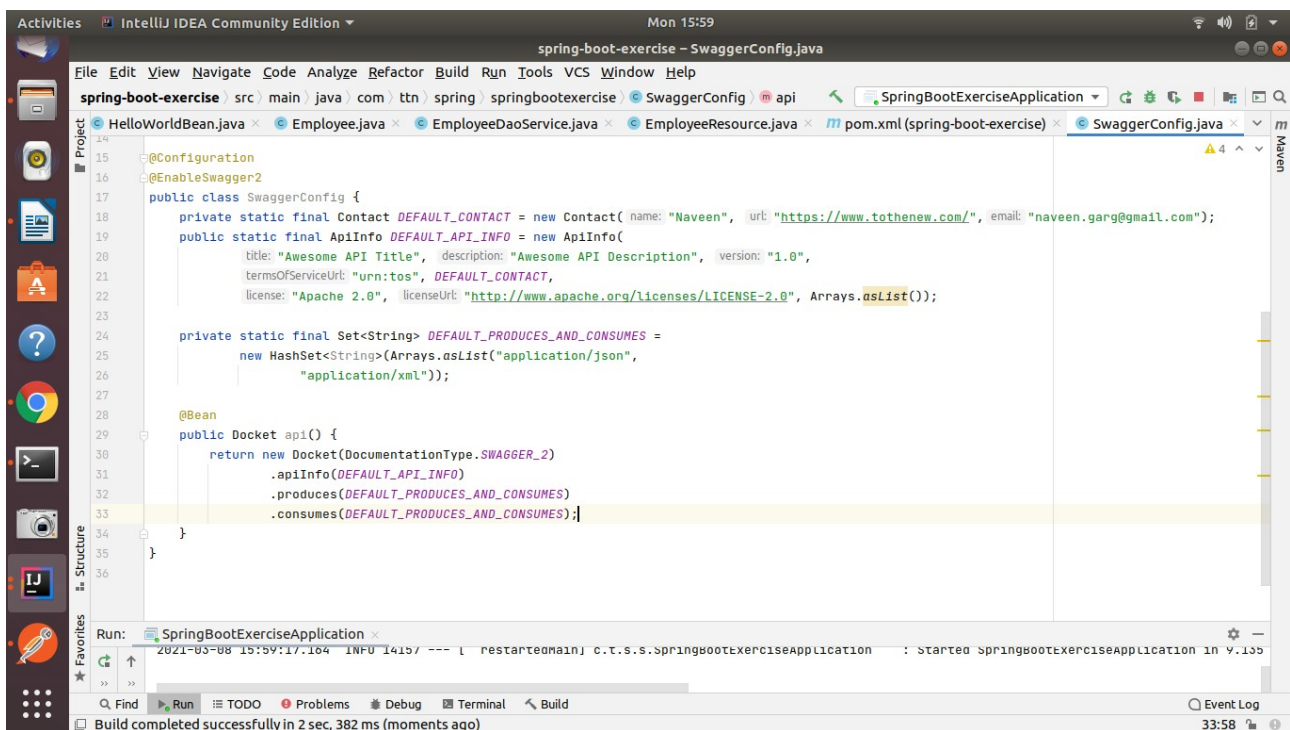 Activities IntelliJ IDEA Community Edition Mon 15:59
spring-boot-exercise – SwaggerConfig.java
File Edit View Navigate Code Analyze Refactor Build Run Tools VCS Window Help
spring-boot-exercise src main java com ttn spring springbootexercise SwaggerConfig api SpringBootExerciseApplication
HelloWorldBean.java Employee.java EmployeeDaoService.java EmployeeResource.java pom.xml (spring-boot-exercise) SwaggerConfig.java
Project
Maven
14
4
15 @Configuration
16 @EnableSwagger2
17 public class SwaggerConfig {
18 private static final Contact DEFAULT_CONTACT = new Contact( name: "Naveen", url: "https://www.tothenew.com/", email: "naveen.garg@gmail.com");
19 public static final ApiInfo DEFAULT_API_INFO = new ApiInfo(
20 title: "Awesome API Title", description: "Awesome API Description", version: "1.0",
21 termsOfServiceUrl: "urn:tos", DEFAULT_CONTACT,
22 license: "Apache 2.0", licenseUrl: "http://www.apache.org/licenses/LICENSE-2.0", Arrays.asList());
23
24 private static final Set<String> DEFAULT_PRODUCES_AND_CONSUMES =
25 new HashSet<String>(Arrays.asList("application/json",
26 "application/xml"));
27
28 @Bean
29 public Docket api() {
30 return new Docket(DocumentationType.SWAGGER_2)
31 .apiInfo(DEFAULT_API_INFO)
32 .produces(DEFAULT_PRODUCES_AND_CONSUMES)
33 .consumes(DEFAULT_PRODUCES_AND_CONSUMES);
34 }
35 }
36
Structure
Favorites
Run: SpringBootExerciseApplication
2021-03-08 15:59:17.164 INFO 14157 --- [ restartedMain] c.t.s.s.SpringBootExerciseApplication : Started SpringBootExerciseApplication in 9.135
Find Run TODO Problems Debug Terminal Build Event Log
Build completed successfully in 2 sec, 382 ms (moments ago) 33:58